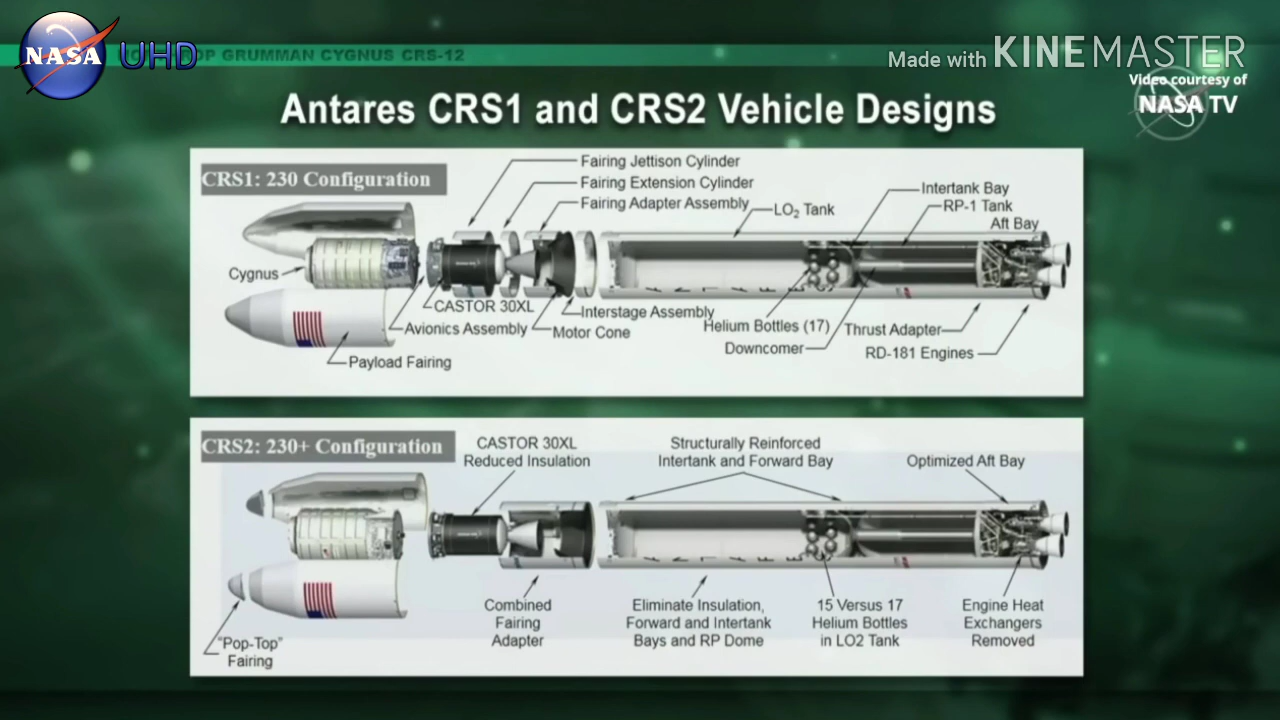 NASA UHD
OP GRUMMAN CYGNUS CRS-12
Made with KINEMASTER
Video courtesy of
NASA TV
Antares CRS1 and CRS2 Vehicle Designs
CRS1: 230 Configuration
Fairing Jettison Cylinder
Fairing Extension Cylinder
Fairing Adapter Assembly
LO2 Tank
Intertank Bay
RP-1 Tank
Aft Bay
Cygnus
CASTOR 30XL
Avionics Assembly
Payload Fairing
Interstage Assembly
Motor Cone
Helium Bottles (17)
Downcomer
Thrust Adapter
RD-181 Engines
CRS2: 230+ Configuration
CASTOR 30XL
Reduced Insulation
Structurally Reinforced
Intertank and Forward Bay
Optimized Aft Bay
"Pop-Top"
Fairing
Combined
Fairing
Adapter
Eliminate Insulation,
Forward and Intertank
Bays and RP Dome
15 Versus 17
Helium Bottles
in LO2 Tank
Engine Heat
Exchangers
Removed